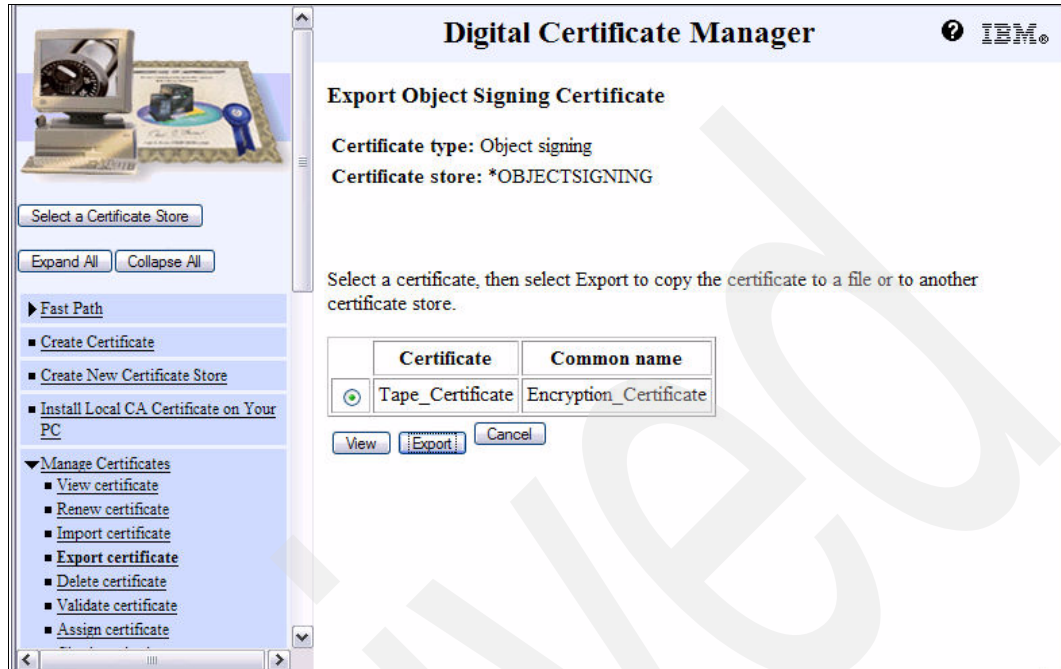 Digital Certificate Manager
IBM®
Export Object Signing Certificate
Certificate type: Object signing
Certificate store: *OBJECTSIGNING
Select a certificate, then select Export to copy the certificate to a file or to another
certificate store.
Certificate Common name
Tape_Certificate Encryption_Certificate
View Export Cancel
Select a Certificate Store
Expand All Collapse All
Fast Path
Create Certificate
Create New Certificate Store
Install Local CA Certificate on Your
PC
Manage Certificates
View certificate
Renew certificate
Import certificate
Export certificate
Delete certificate
Validate certificate
Assign certificate